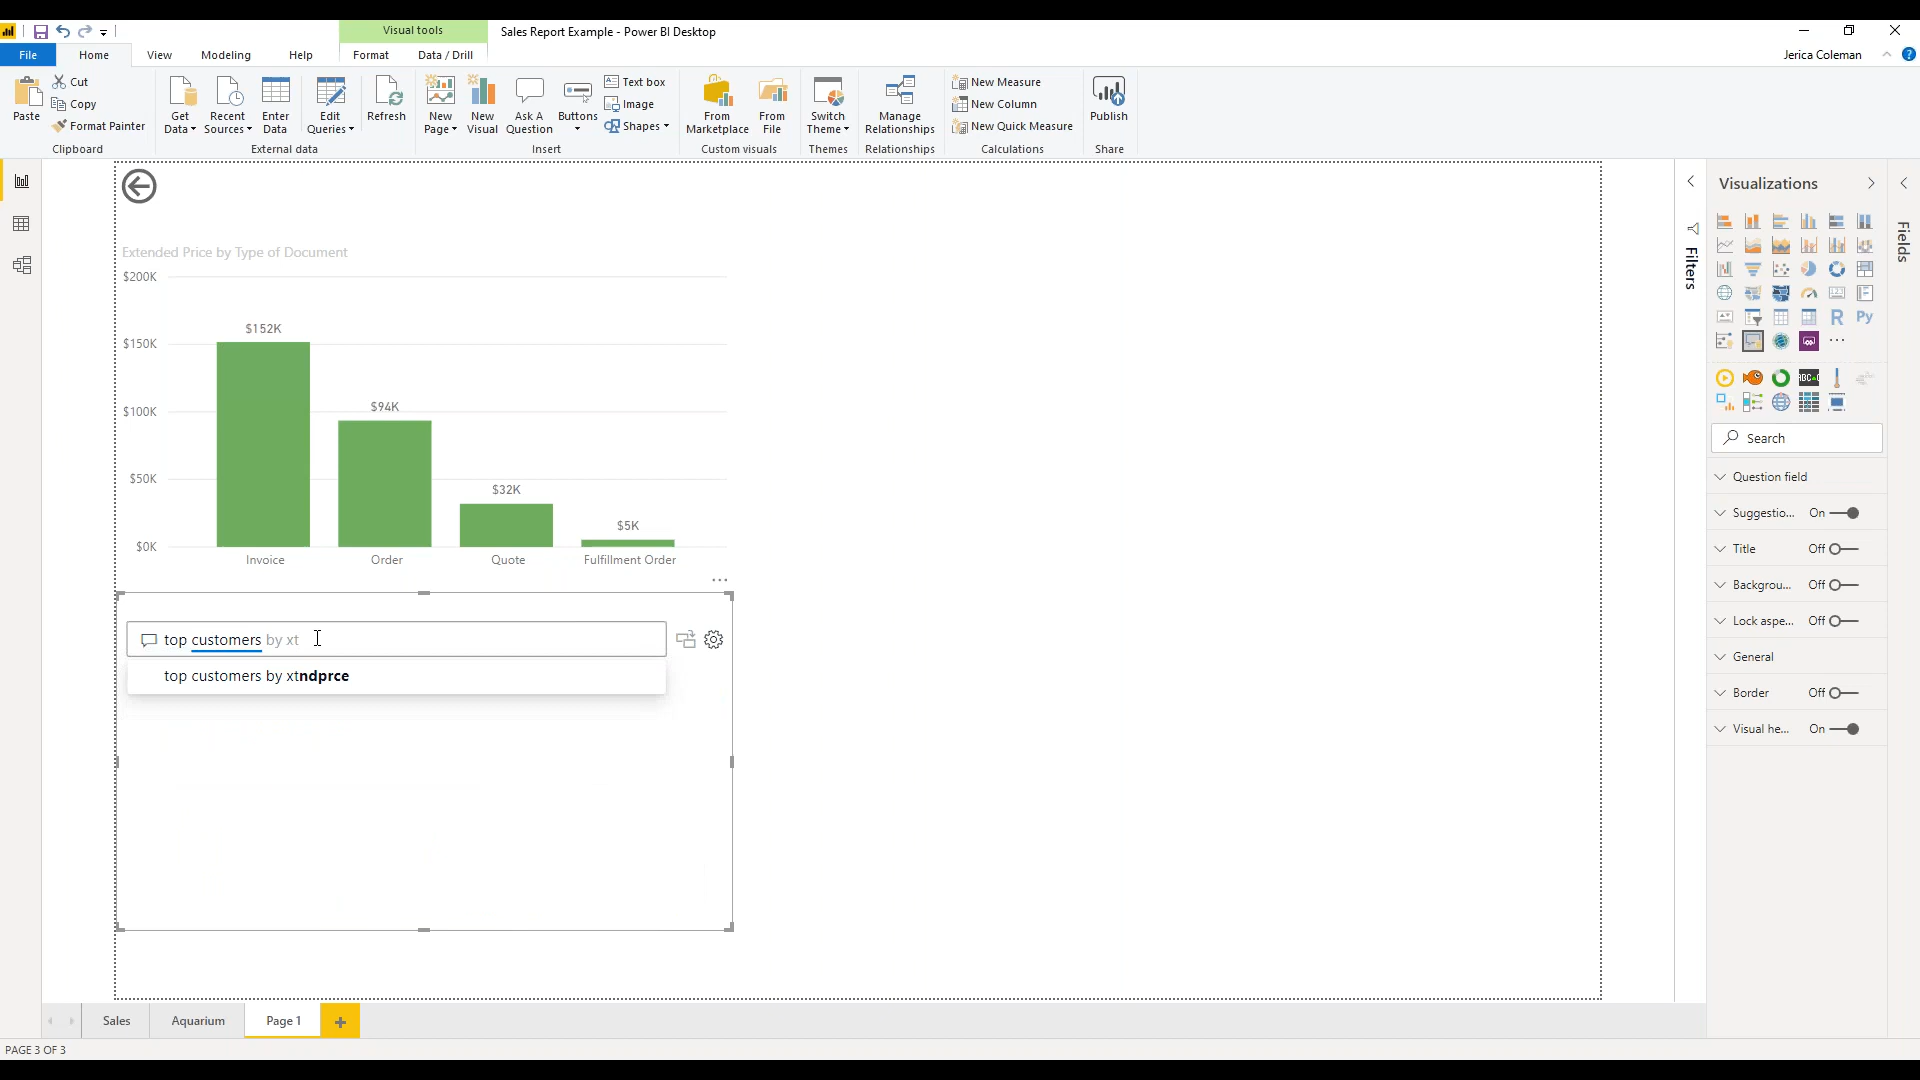 Visual tools
Sales Report Example - Power BI Desktop
File
Home
View
Modeling
Help
Format
Data / Drill
Jerica Coleman
?
Paste
Cut
Copy
Format Painter
Clipboard
Get Data
Recent Sources
Enter Data
Edit Queries
Refresh
External data
New Page
New Visual
Ask A Question
Buttons
Text box
Image
Shapes
Insert
From Marketplace
From File
Custom visuals
Switch Theme
Themes
Manage Relationships
Relationships
New Measure
New Column
New Quick Measure
Calculations
Publish
Share
Extended Price by Type of Document
$200K
$150K
$100K
$50K
$0K
$152K
$94K
$32K
$5K
Invoice
Order
Quote
Fulfillment Order
top customers by xt
top customers by xtndprce
Filters
Visualizations
R
Py
123
ABC
Search
Question field
Suggestio... On
Title Off
Backgrou... Off
Lock aspe... Off
General
Border Off
Visual he... On
Fields
Sales
Aquarium
Page 1
PAGE 3 OF 3